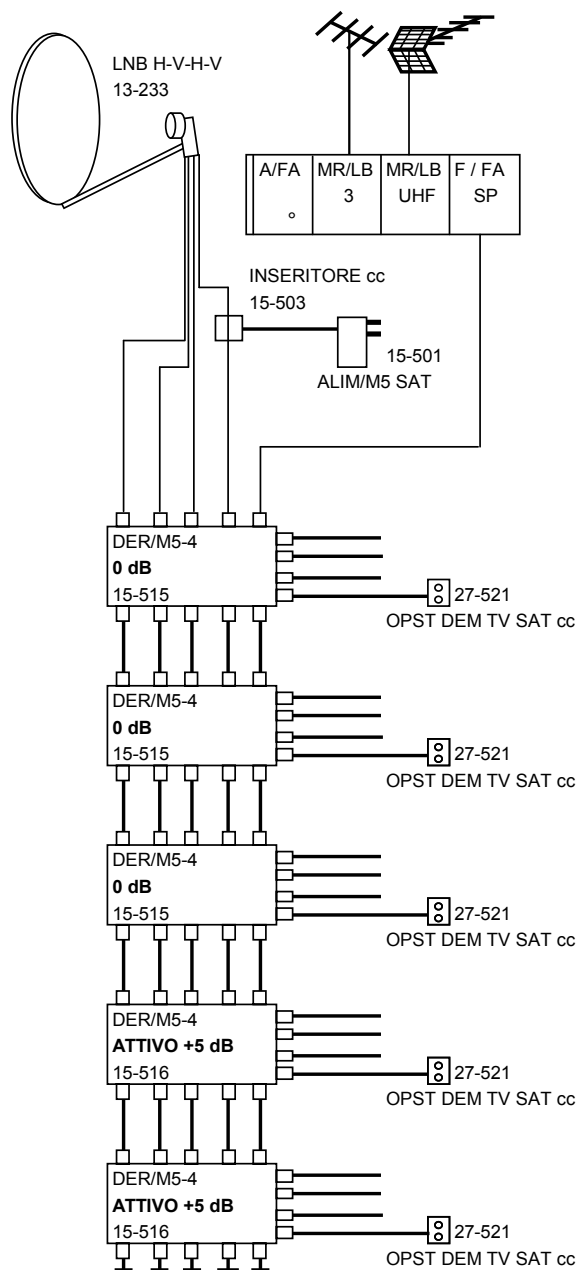 LNB H-V-H-V
13-233
A/FA
MR/LB
3
MR/LB
UHF
F / FA
SP
INSERITORE cc
15-503
15-501
ALIM/M5 SAT
DER/M5-4
0 dB
15-515
27-521
OPST DEM TV SAT cc
DER/M5-4
0 dB
15-515
27-521
OPST DEM TV SAT cc
DER/M5-4
0 dB
15-515
27-521
OPST DEM TV SAT cc
DER/M5-4
ATTIVO +5 dB
15-516
27-521
OPST DEM TV SAT cc
DER/M5-4
ATTIVO +5 dB
15-516
27-521
OPST DEM TV SAT cc